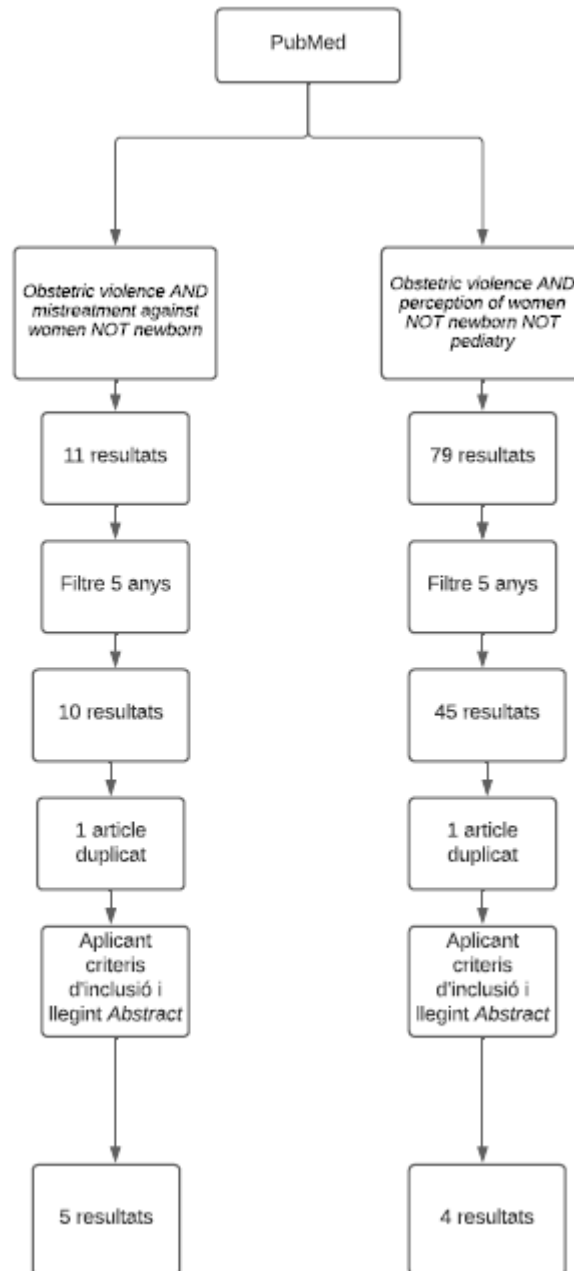 PubMed
Obstetric violence AND
mistreatment against
women NOT newborn
11 resultats
Filtre 5 anys
10 resultats
1 article
duplicat
Aplicant
criteris
d'inclusió i
llegint Abstract
5 resultats
Obstetric violence AND
perception of women
NOT newborn NOT
pediatry
79 resultats
Filtre 5 anys
45 resultats
1 article
duplicat
Aplicant
criteris
d'inclusió i
llegint Abstract
4 resultats